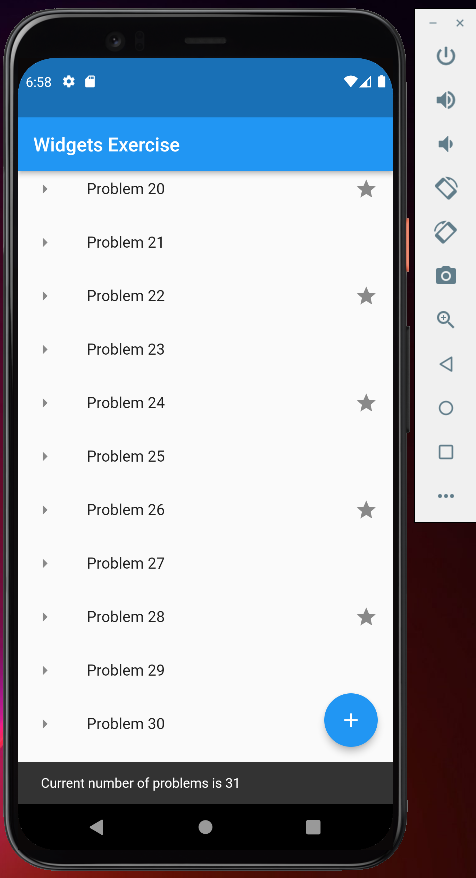 6:58
Widgets Exercise
Problem 20
Problem 21
Problem 22
Problem 23
Problem 24
Problem 25
Problem 26
Problem 27
Problem 28
Problem 29
Problem 30
Current number of problems is 31